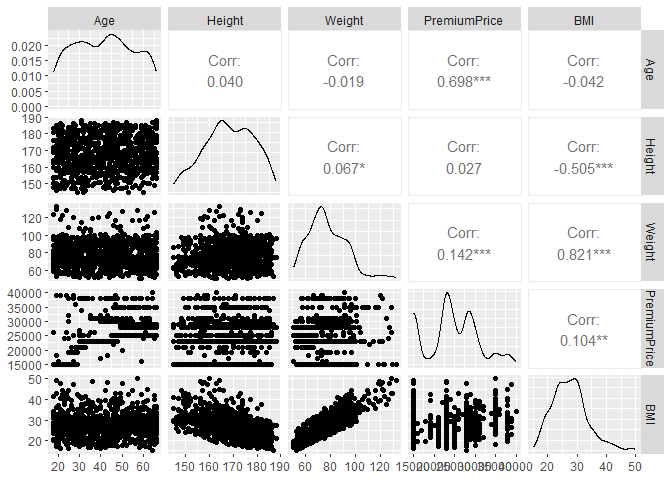 Age
Height
Weight
PremiumPrice
BMI
0.020
0.015
0.010
0.005
0.000
Corr:
0.040
Corr:
-0.019
Corr:
0.698***
Corr:
-0.042
Age
190
180
170
160
150
Corr:
0.067*
Corr:
0.027
Corr:
-0.505***
Height
120
100
80
60
Corr:
0.142***
Corr:
0.821***
Weight
40000
35000
30000
25000
20000
15000
Corr:
0.104**
PremiumPrice
50
40
30
20
BMI
20 30 40 50 60
150 160 170 180 190
60 80 100 130
15000 20000 25000 30000 35000 40000
20 30 40 50